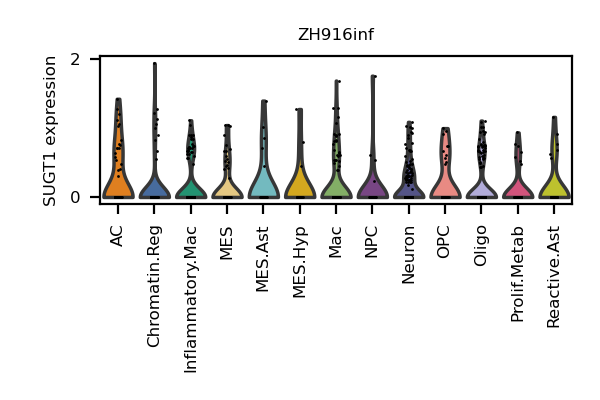 ZH916inf
SUGT1 expression
2
0
AC
Chromatin.Reg
Inflammatory.Mac
MES
MES.Ast
MES.Hyp
Mac
NPC
Neuron
OPC
Oligo
Prolif.Metab
Reactive.Ast